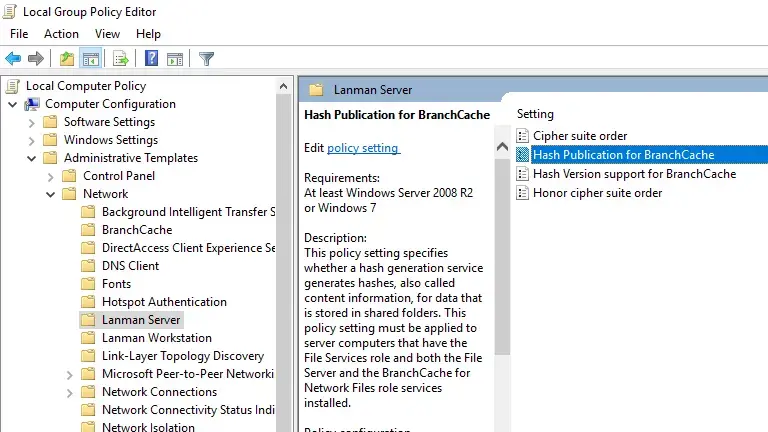 Local Group Policy Editor
File Action View Help
Local Computer Policy
Computer Configuration
Software Settings
Windows Settings
Administrative Templates
Control Panel
Network
Background Intelligent Transfer S
BranchCache
DirectAccess Client Experience Se
DNS Client
Fonts
Hotspot Authentication
Lanman Server
Lanman Workstation
Link-Layer Topology Discovery
Microsoft Peer-to-Peer Networki
Network Connections
Network Connectivity Status Indi
Network Isolation
Lanman Server
Hash Publication for BranchCache
Edit policy setting
Requirements:
At least Windows Server 2008 R2
or Windows 7
Description:
This policy setting specifies
whether a hash generation service
generates hashes, also called
content information, for data that
is stored in shared folders. This
policy setting must be applied to
server computers that have the
File Services role and both the File
Server and the BranchCache for
Network Files role services
installed.
Policy configuration
Setting
Cipher suite order
Hash Publication for BranchCache
Hash Version support for BranchCache
Honor cipher suite order